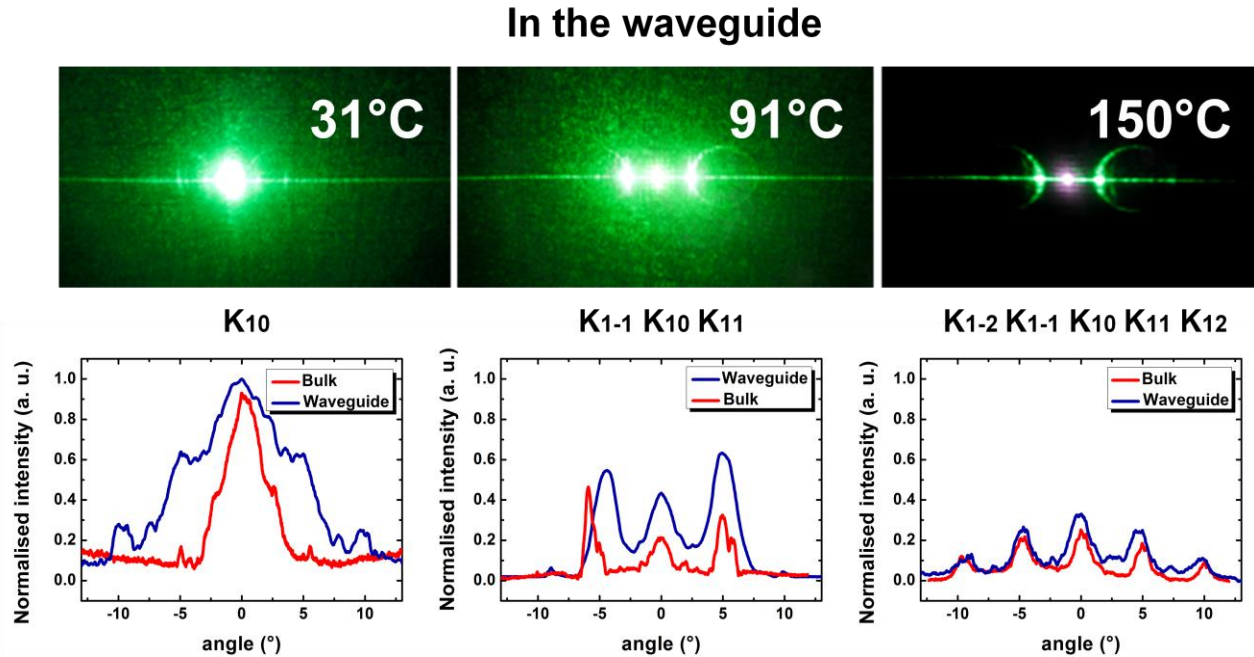 In the waveguide
31°C
91°C
150°C
K10
K1-1 K10 K11
K1-2 K1-1 K10 K11 K12
Normalised intensity (a. u.)
1.0
0.8
0.6
0.4
0.2
0.0
Bulk
Waveguide
-10 -5 0 5 10
angle (°)
Normalised intensity (a. u.)
1.0
0.8
0.6
0.4
0.2
0.0
Waveguide
Bulk
-10 -5 0 5 10
angle (°)
Normalised intensity (a. u.)
1.0
0.8
0.6
0.4
0.2
0.0
Bulk
Waveguide
-10 -5 0 5 10
angle (°)